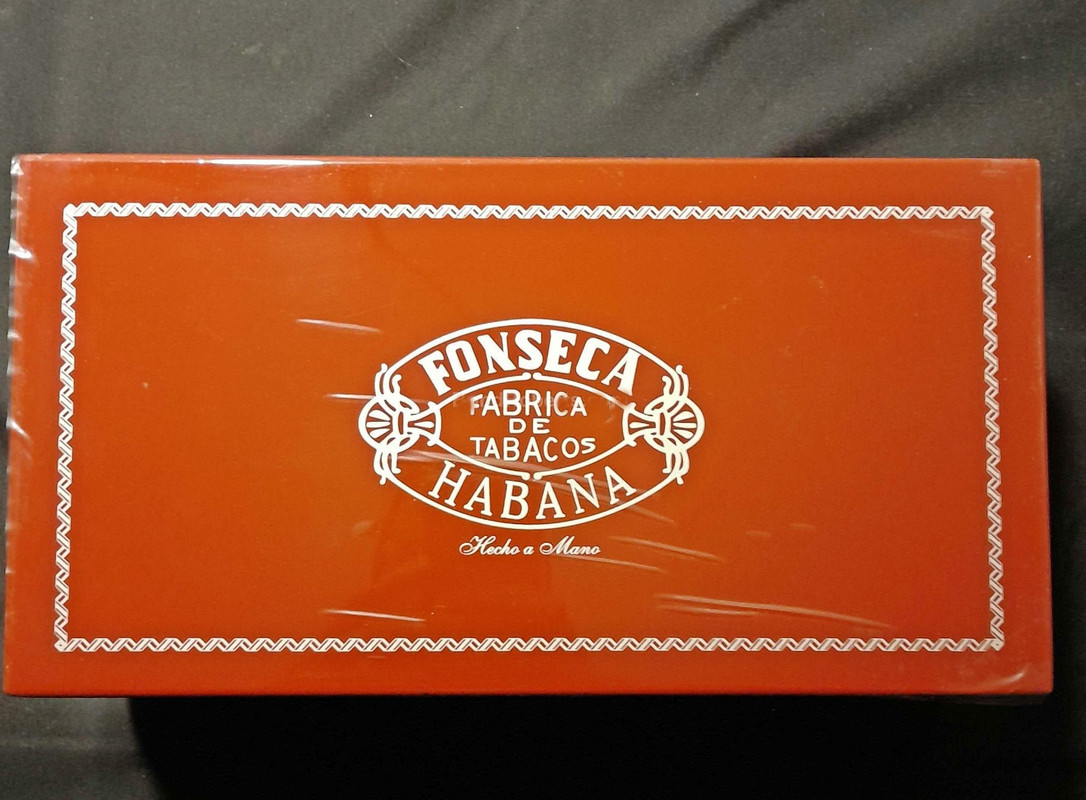 FONSECA
FABRICA
DE
TABACOS
HABANA
Hecho a Mano